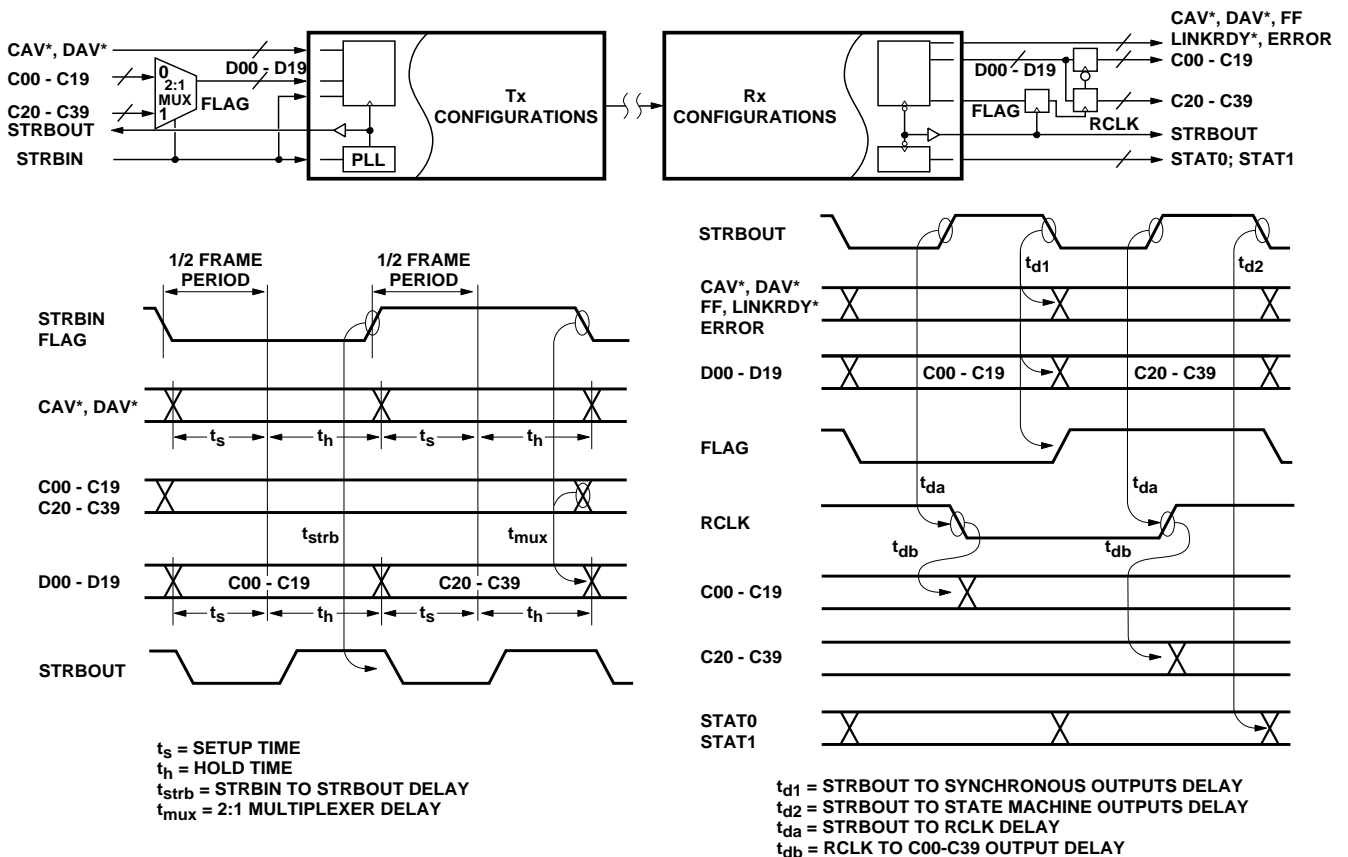 CAV*, DAV*
C00 - C19
C20 - C39
STRBOUT
STRBIN
0
2:1
MUX
1
FLAG
D00 - D19
PLL
Tx
CONFIGURATIONS
Rx
CONFIGURATIONS
D00 - D19
FLAG
RCLK
CAV*, DAV*, FF
LINKRDY*, ERROR
C00 - C19
C20 - C39
STRBOUT
STAT0; STAT1
1/2 FRAME
PERIOD
1/2 FRAME
PERIOD
STRBIN
FLAG
CAV*, DAV*
ts th ts th
C00 - C19
C20 - C39
tstrb
tmux
D00 - D19
C00 - C19
C20 - C39
ts th ts th
STRBOUT
ts = SETUP TIME
th = HOLD TIME
tstrb = STRBIN TO STRBOUT DELAY
tmux = 2:1 MULTIPLEXER DELAY
STRBOUT
td1
td2
CAV*, DAV*
FF, LINKRDY*
ERROR
D00 - D19
C00 - C19
C20 - C39
FLAG
tda
tda
RCLK
tdb
tdb
C00 - C19
C20 - C39
STAT0
STAT1
td1 = STRBOUT TO SYNCHRONOUS OUTPUTS DELAY
td2 = STRBOUT TO STATE MACHINE OUTPUTS DELAY
tda = STRBOUT TO RCLK DELAY
tdb = RCLK TO C00-C39 OUTPUT DELAY